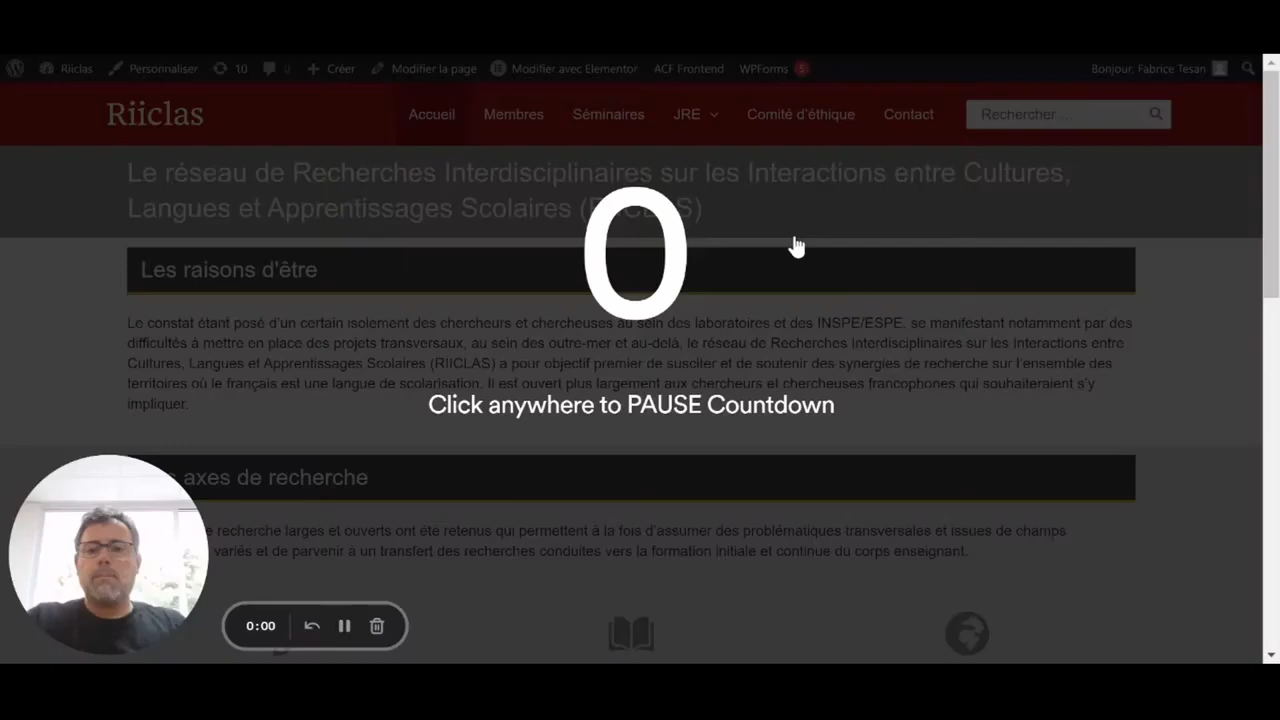 Riiclas
Personnaliser
10
0
Créer
Modifier la page
Modifier avec Elementor
ACF Frontend
WPForms
5
Bonjour, Fabrice Tesan
Riiclas
Accueil
Membres
Séminaires
JRE
Comité d'éthique
Contact
Rechercher ...
Le réseau de Recherches Interdisciplinaires sur les Interactions entre Cultures,
Langues et Apprentissages Scolaires (RIICLAS)
0
Les raisons d'être
Le constat étant posé d'un certain isolement des chercheurs et chercheuses au sein des laboratoires et des INSPE/ESPE. se manifestant notamment par des
difficultés à mettre en place des projets transversaux, au sein des outre-mer et au-delà, le réseau de Recherches Interdisciplinaires sur les Interactions entre
Cultures, Langues et Apprentissages Scolaires (RIICLAS) a pour objectif premier de susciter et de soutenir des synergies de recherche sur l'ensemble des
territoires où le français est une langue de scolarisation. Il est ouvert plus largement aux chercheurs et chercheuses francophones qui souhaiteraient s'y
impliquer.
Click anywhere to PAUSE Countdown
axes de recherche
recherche larges et ouverts ont éte retenus qui permettent à la fois d'assumer des problématiques transversales et issues de champs
variés et de parvenir à un transfert des recherches conduites vers la formation initiale et continue du corps enseignant.
0:00